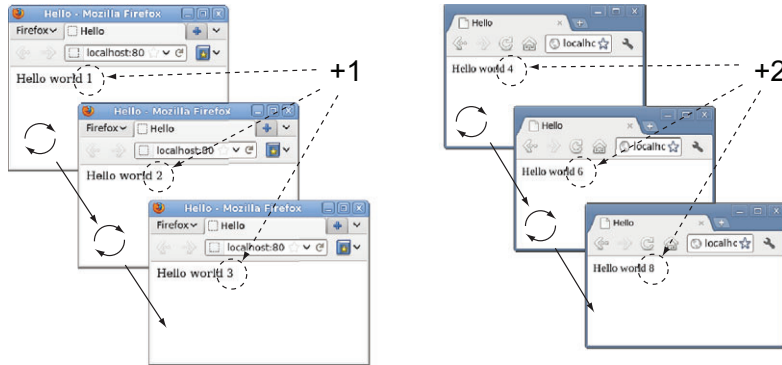 Hello - Mozilla Firefox
Firefox Hello
localhost:80
Hello world 1
+1
Hello - Mozilla Firefox
Firefox Hello
localhost:80
Hello world 2
Hello - Mozilla Firefox
Firefox Hello
localhost:80
Hello world 3
Hello
localhc
Hello world 4
+2
Hello
localhc
Hello world 6
Hello
localhc
Hello world 8